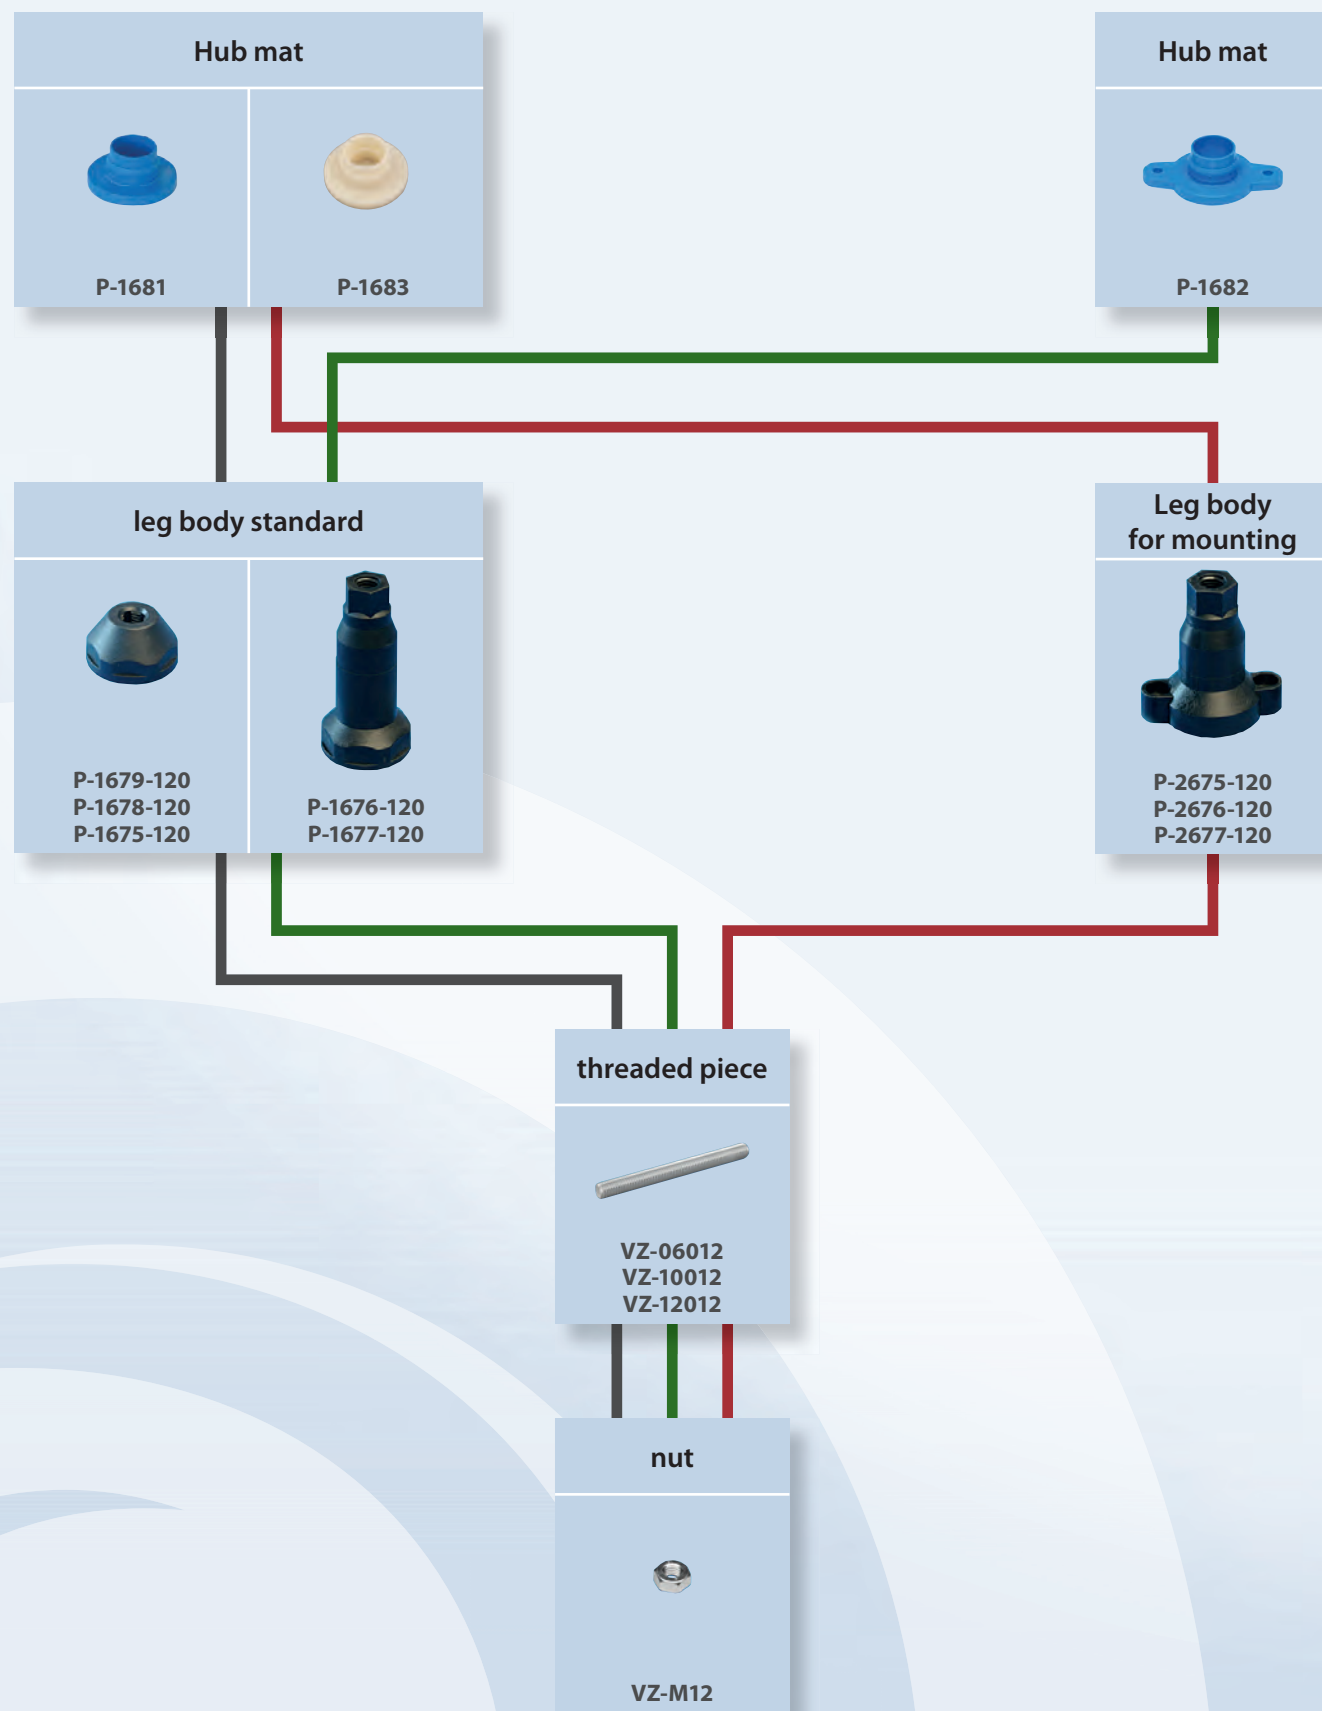 Hub mat
P-1681
P-1683
Hub mat
P-1682
leg body standard
P-1679-120
P-1678-120
P-1675-120
P-1676-120
P-1677-120
Leg body
for mounting
P-2675-120
P-2676-120
P-2677-120
threaded piece
VZ-06012
VZ-10012
VZ-12012
nut
VZ-M12